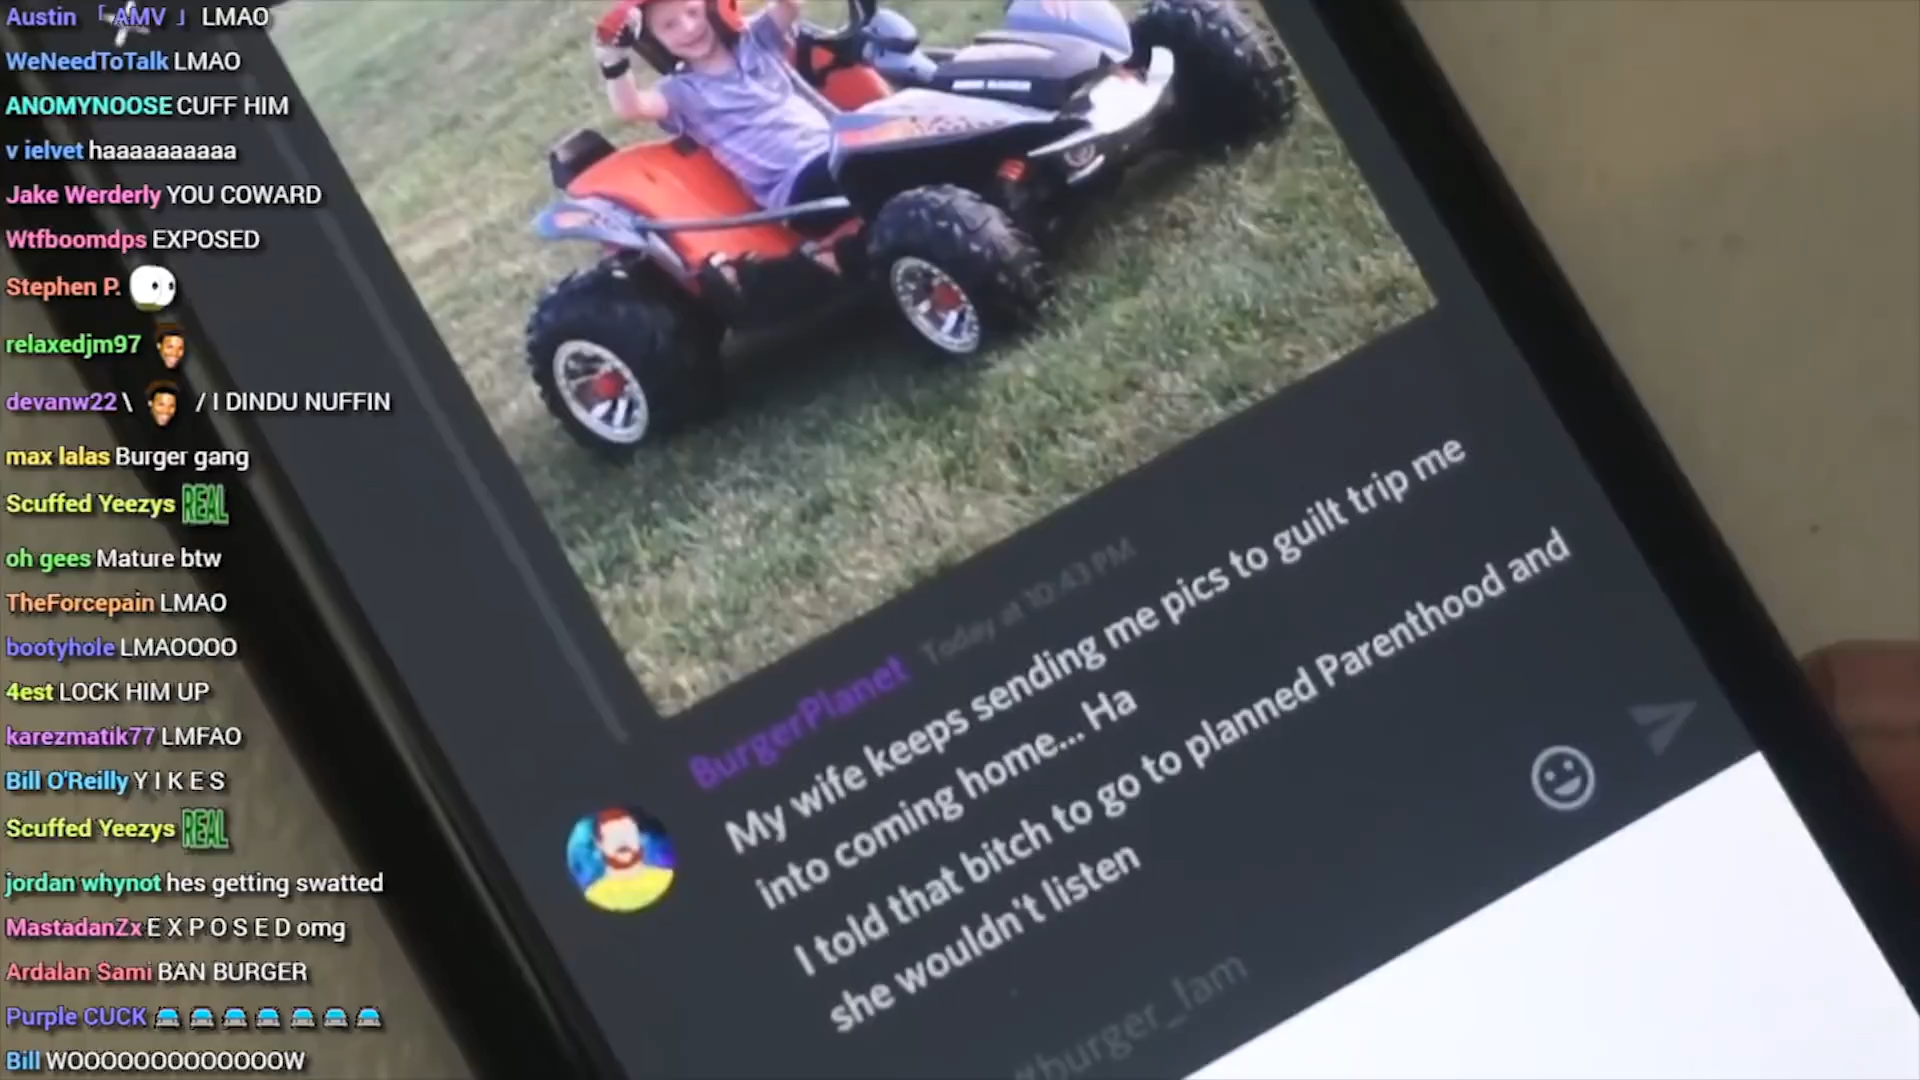 Austin 「 AMV 」 LMAO
WeNeedToTalk LMAO
ANOMYNOOSE CUFF HIM
v ielvet haaaaaaaaaa
Jake Werderly YOU COWARD
Wtfboomdps EXPOSED
Stephen P.
relaxedjm97
devanw22 \ / I DINDU NUFFIN
max lalas Burger gang
Scuffed Yeezys REAL
oh gees Mature btw
TheForcepain LMAO
bootyhole LMAOOOO
4est LOCK HIM UP
karezmatik77 LMFAO
Bill O'Reilly Y I K E S
Scuffed Yeezys REAL
jordan whynot hes getting swatted
MastadanZx E X P O S E D omg
Ardalan Sami BAN BURGER
Purple CUCK
Bill WOOOOOOOOOOOOOW
BurgerPlanet Today at 10:43 PM
My wife keeps sending me pics to guilt trip me
into coming home... Ha
I told that bitch to go to planned Parenthood and
she wouldn't listen
#burger_fam